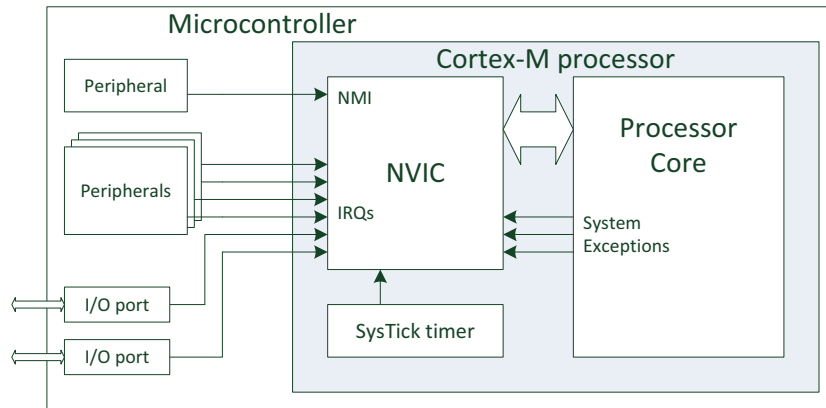 Microcontroller
Cortex-M processor
Peripheral
NMI
Processor
Core
NVIC
Peripherals
IRQs
System
Exceptions
I/O port
SysTick timer
I/O port